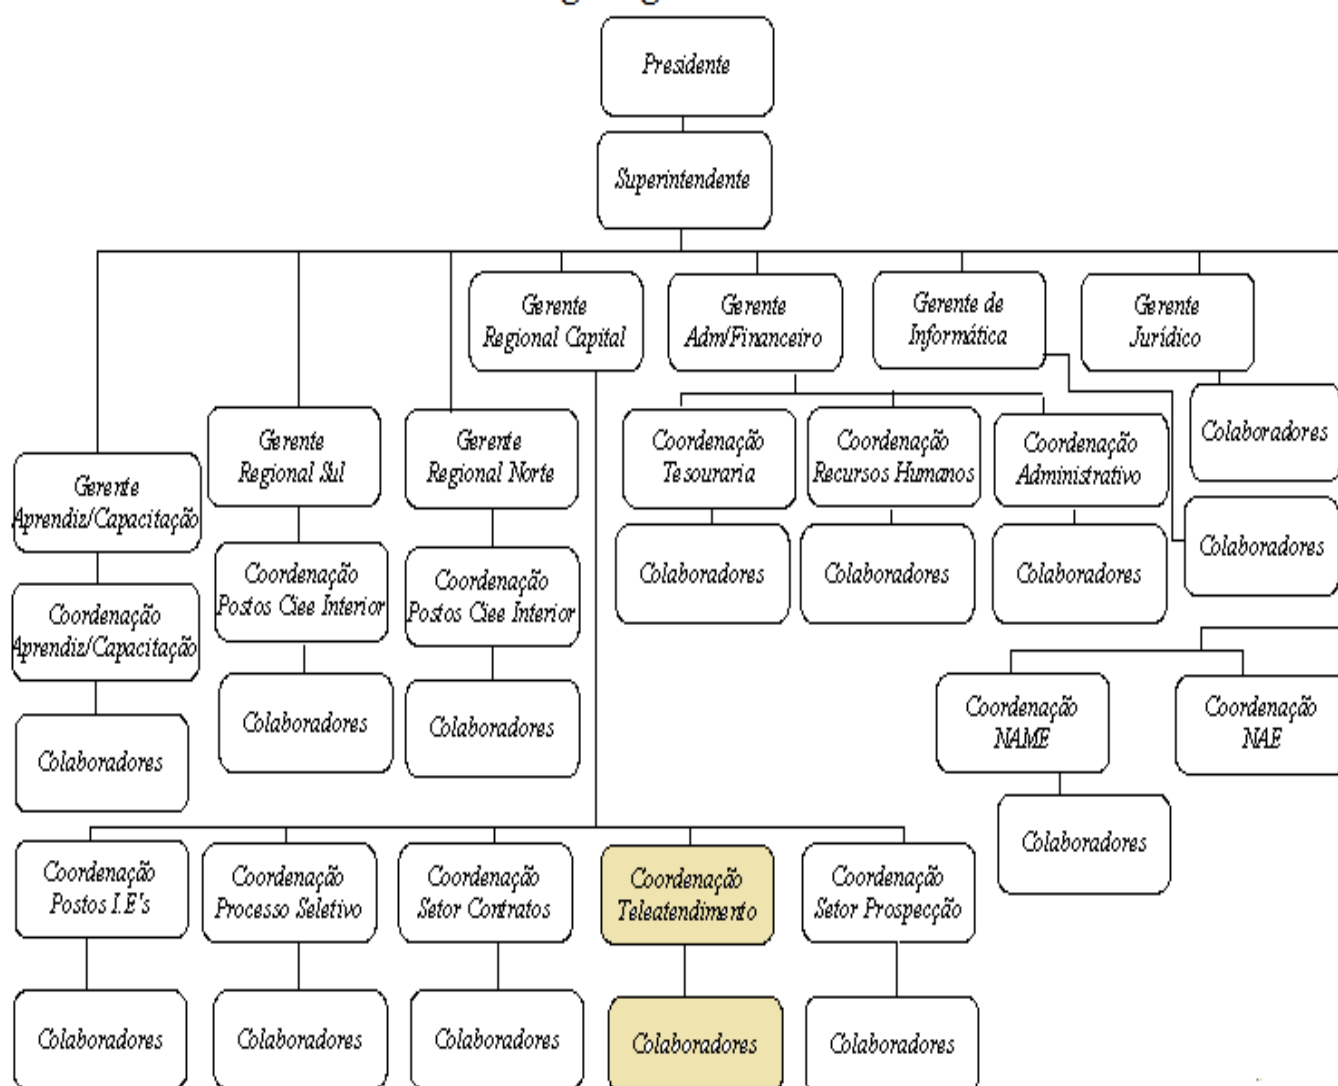 Presidente
Superintendente
Gerente
Regional Capital
Gerente
Adm/Financeiro
Gerente de
Informática
Gerente
Jurídico
Colaboradores
Gerente
Aprendiz/Capacitação
Gerente
Regional Sul
Gerente
Regional Norte
Coordenação
Tesouraria
Coordenação
Recursos Humanos
Coordenação
Administrativo
Colaboradores
Coordenação
Aprendiz/Capacitação
Coordenação
Postos Ciee Interior
Coordenação
Postos Ciee Interior
Colaboradores
Colaboradores
Colaboradores
Colaboradores
Colaboradores
Colaboradores
Coordenação
NAME
Coordenação
NAE
Colaboradores
Coordenação
Postos I.E's
Coordenação
Processo Seletivo
Coordenação
Setor Contratos
Coordenação
Teleatendimento
Coordenação
Setor Prospecção
Colaboradores
Colaboradores
Colaboradores
Colaboradores
Colaboradores